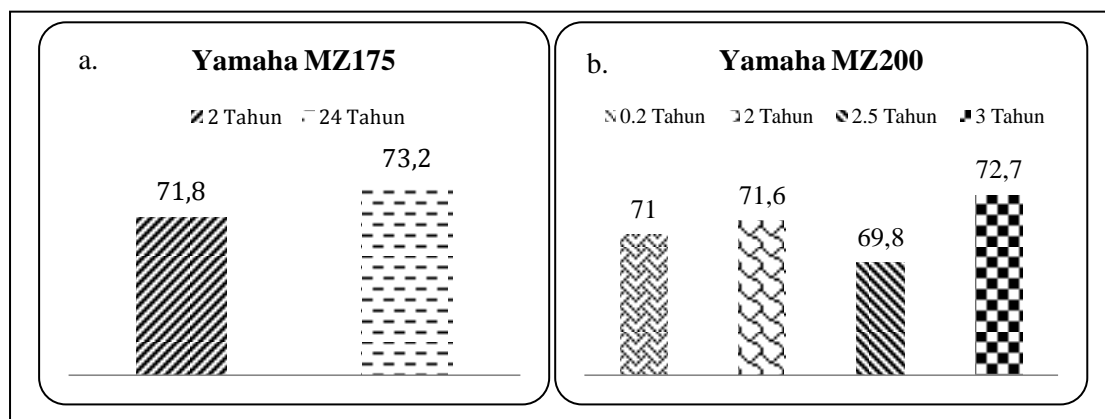 a. Yamaha MZ175
2 Tahun 24 Tahun
71,8
73,2
b. Yamaha MZ200
0.2 Tahun 2 Tahun 2.5 Tahun 3 Tahun
71
71,6
69,8
72,7